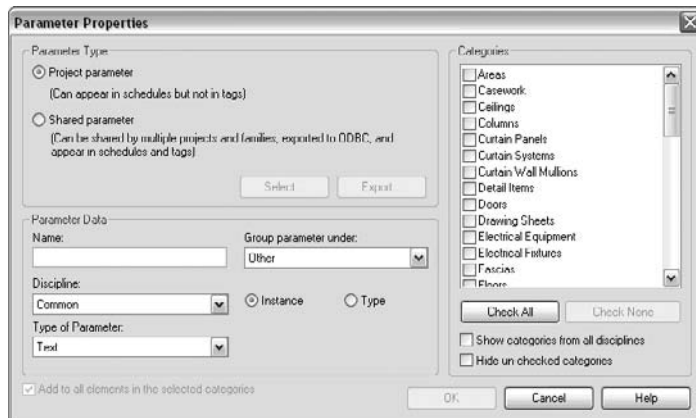 Parameter Properties
Parameter Type
Project parameter
(Can appear in schedules but not in tags)
Shared parameter
(Can be shared by multiple projects and families, exported to ODBC, and
appear in schedules and tags)
Select...
Export...
Parameter Data
Name:
Group parameter under:
Other
Discipline:
Common
Instance
Type
Type of Parameter:
Text
Add to all elements in the selected categories
Categories
Areas
Casework
Ceilings
Columns
Curtain Panels
Curtain Systems
Curtain Wall Mullions
Detail Items
Doors
Drawing Sheets
Electrical Equipment
Electrical Fixtures
Fascias
Floors
Check All
Check None
Show categories from all disciplines
Hide un checked categories
OK
Cancel
Help